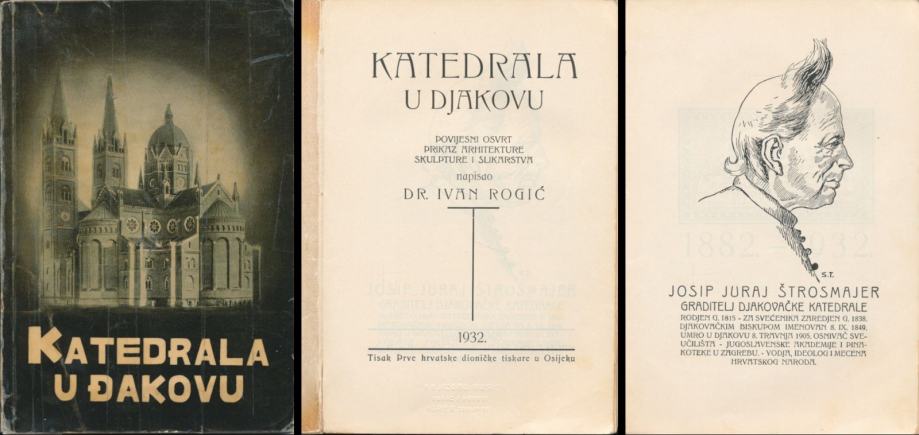 KATEDRALA
U ĐAKOVU
KATEDRALA
U DJAKOVU
POVIJESNI OSVRT
PRIKAZ ARHITEKTURE
SKULPTURE I SLIKARSTVA
napisao
DR. IVAN ROGIĆ
1932.
Tisak Prve hrvatske dioničke tiskare u Osijeku
1882. - 1932.
S.T.
JOSIP JURAJ ŠTROSMAJER
GRADITELJ DJAKOVAČKE KATEDRALE
RODJEN G. 1815 - ZA SVEĆENIKA ZAREDJEN G. 1838.
DJAKOVAČKIM BISKUPOM IMENOVAN 8. IX. 1849.
UMRO U DJAKOVU 8. TRAVNJA 1905. OSNIVAČ SVE-
UČILIŠTA - JUGOSLAVENSKE AKADEMIJE I PINA-
KOTEKE U ZAGREBU. - VODJA, IDEOLOG I MECENA
HRVATSKOG NARODA.